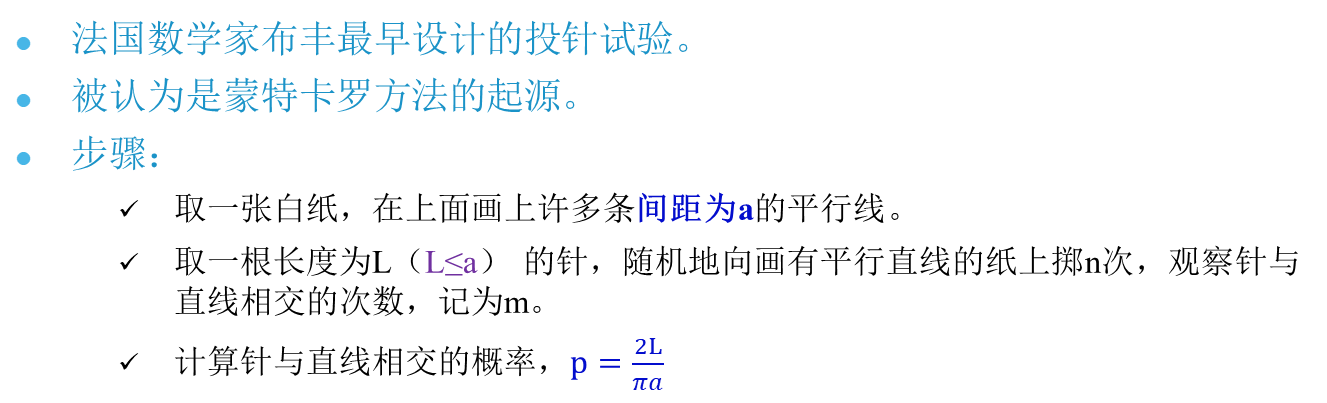 • 法国数学家布丰最早设计的投针试验。
• 被认为是蒙特卡罗方法的起源。
• 步骤：
✓ 取一张白纸，在上面画上许多条间距为a的平行线。
✓ 取一根长度为L（L≤a） 的针，随机地向画有平行直线的纸上掷n次，观察针与
直线相交的次数，记为m。
✓ 计算针与直线相交的概率，p = 2L/πa